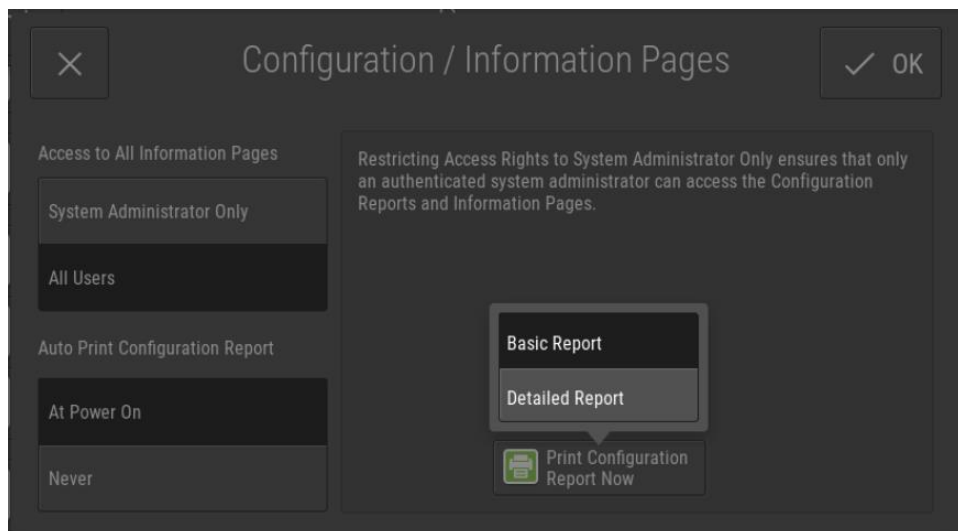 Configuration / Information Pages
OK
Access to All Information Pages
System Administrator Only
All Users
Auto Print Configuration Report
At Power On
Never
Restricting Access Rights to System Administrator Only ensures that only
an authenticated system administrator can access the Configuration
Reports and Information Pages.
Basic Report
Detailed Report
Print Configuration
Report Now